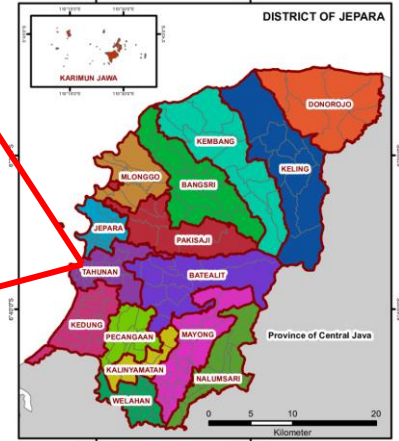 DISTRICT OF JEPARA
KARIMUN JAWA
DONOROJO
KEMBANG
KELING
MLONGGO
BANGSRI
JEPARA
PAKISAJI
TAHUNAN
BATEALIT
KEDUNG
PECANGAAN
MAYONG
Province of Central Java
KALINYAMATAN
NALUMSARI
WELAHAN
0 5 10 20
Kilometer